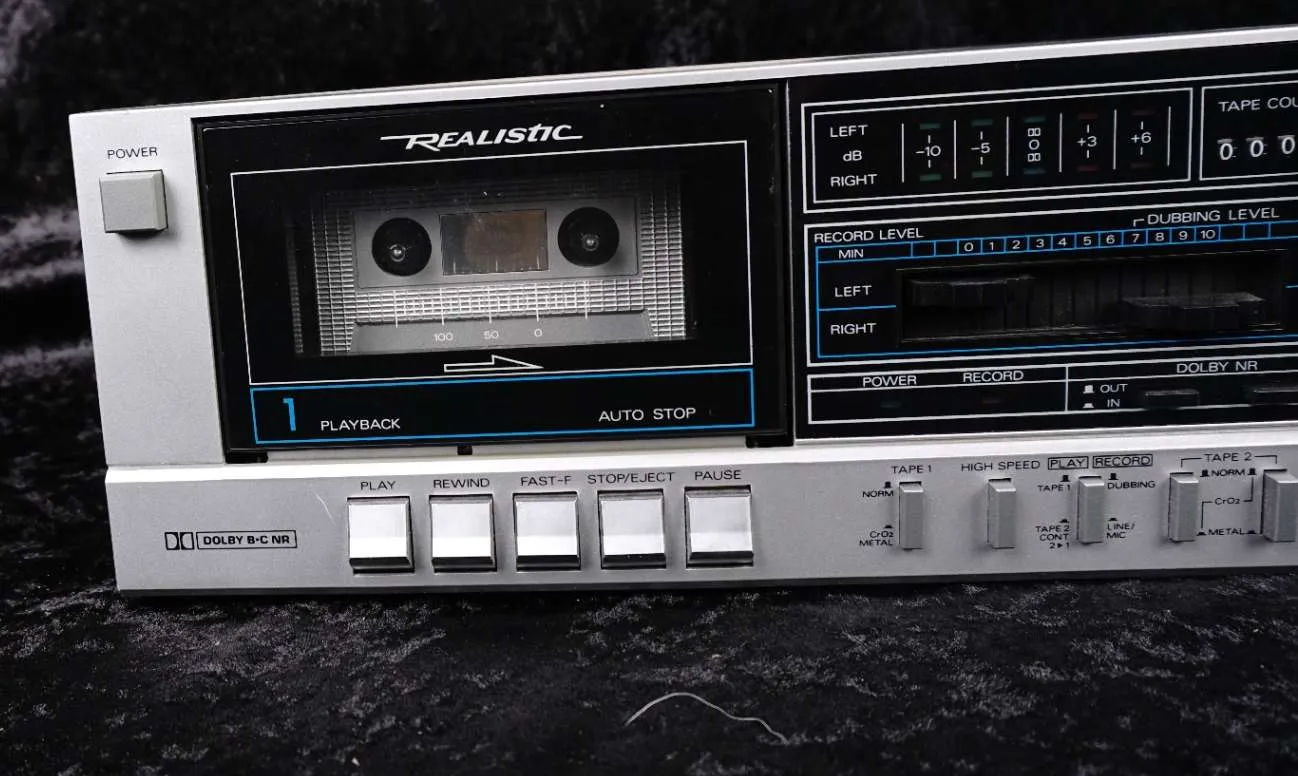 POWER
REALISTIC
100 50 0
1 PLAYBACK AUTO STOP
LEFT
dB -10 -5 0 +3 +6
RIGHT
TAPE COU
0 0 0
DUBBING LEVEL
RECORD LEVEL
MIN 0 1 2 3 4 5 6 7 8 9 10
LEFT
RIGHT
POWER RECORD
DOLBY NR
OUT
IN
DOLBY B·C NR
PLAY REWIND FAST-F STOP/EJECT PAUSE
TAPE 1
NORM
CrO2
METAL
HIGH SPEED
PLAY RECORD
TAPE 1 DUBBING
TAPE 2
CONT
2▶1
LINE/
MIC
TAPE 2
NORM
CrO2
METAL